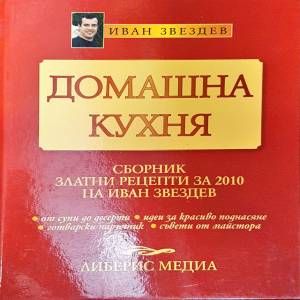 ИВАН ЗВЕЗДЕВ
ДОМАШНА
КУХНЯ
СБОРНИК
ЗЛАТНИ РЕЦЕПТИ ЗА 2010
НА ИВАН ЗВЕЗДЕВ
• от супи до десерти • идеи за красиво поднасяне
• готварски наръчник • съвети от майстора
ЛИБЕРИС МЕДИА